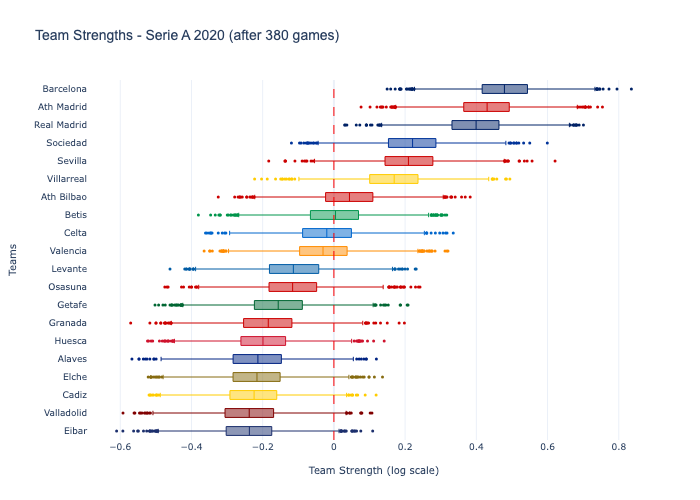 Team Strengths - Serie A 2020 (after 380 games)
Barcelona
Ath Madrid
Real Madrid
Sociedad
Sevilla
Villarreal
Ath Bilbao
Betis
Celta
Valencia
Levante
Osasuna
Getafe
Granada
Huesca
Alaves
Elche
Cadiz
Valladolid
Eibar
Teams
−0.6 −0.4 −0.2 0 0.2 0.4 0.6 0.8
Team Strength (log scale)